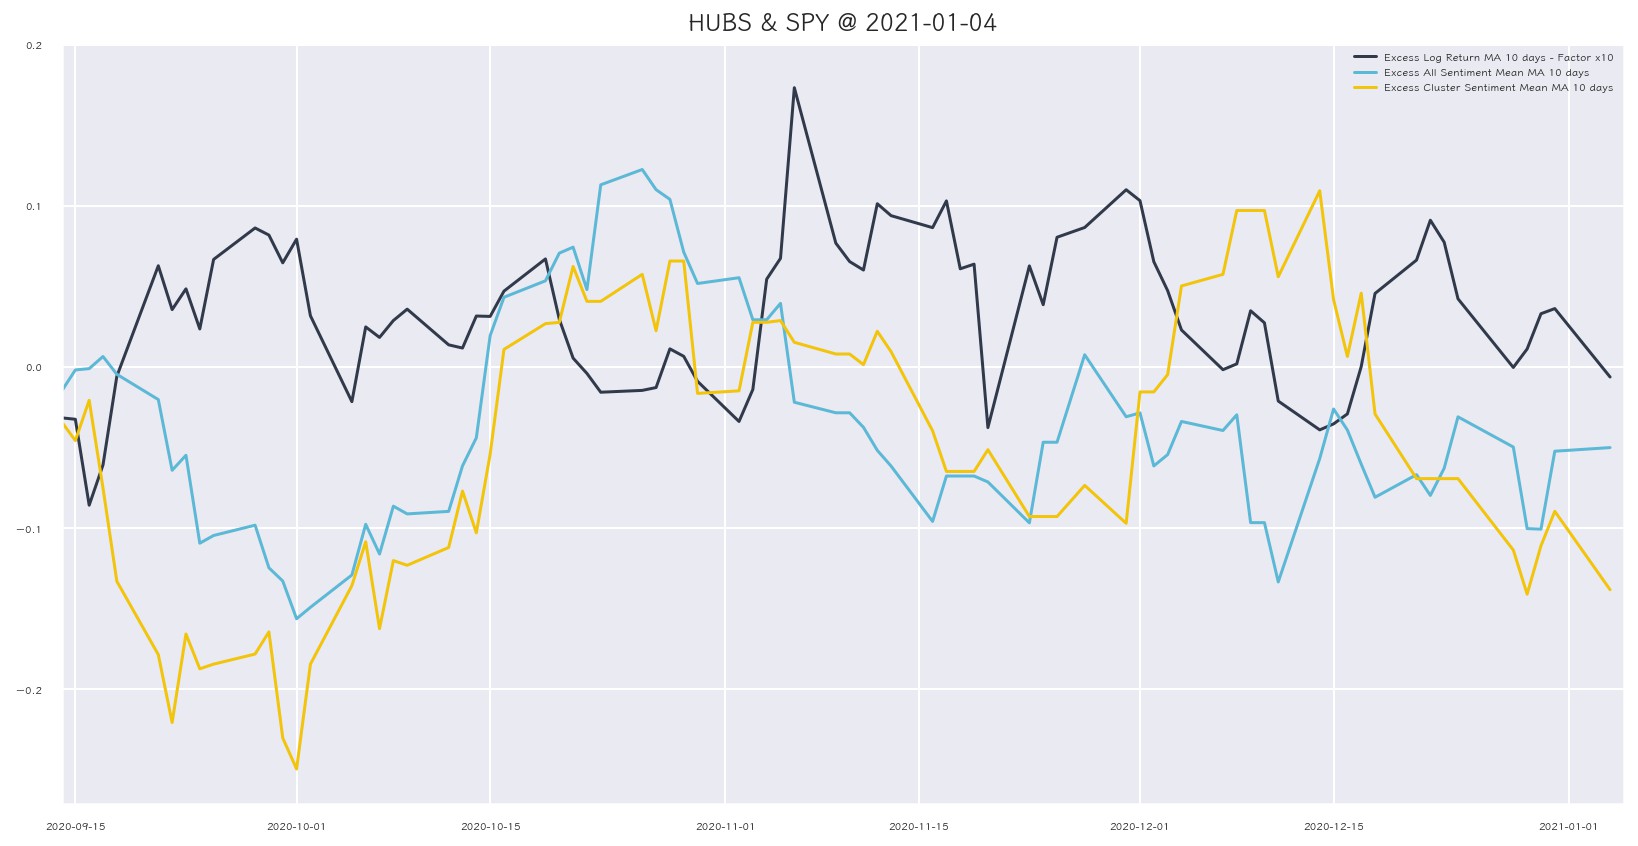 HUBS & SPY @ 2021-01-04
Excess Log Return MA 10 days - Factor x10
Excess All Sentiment Mean MA 10 days
Excess Cluster Sentiment Mean MA 10 days
0.2
0.1
0.0
−0.1
−0.2
2020-09-15 2020-10-01 2020-10-15 2020-11-01 2020-11-15 2020-12-01 2020-12-15 2021-01-01